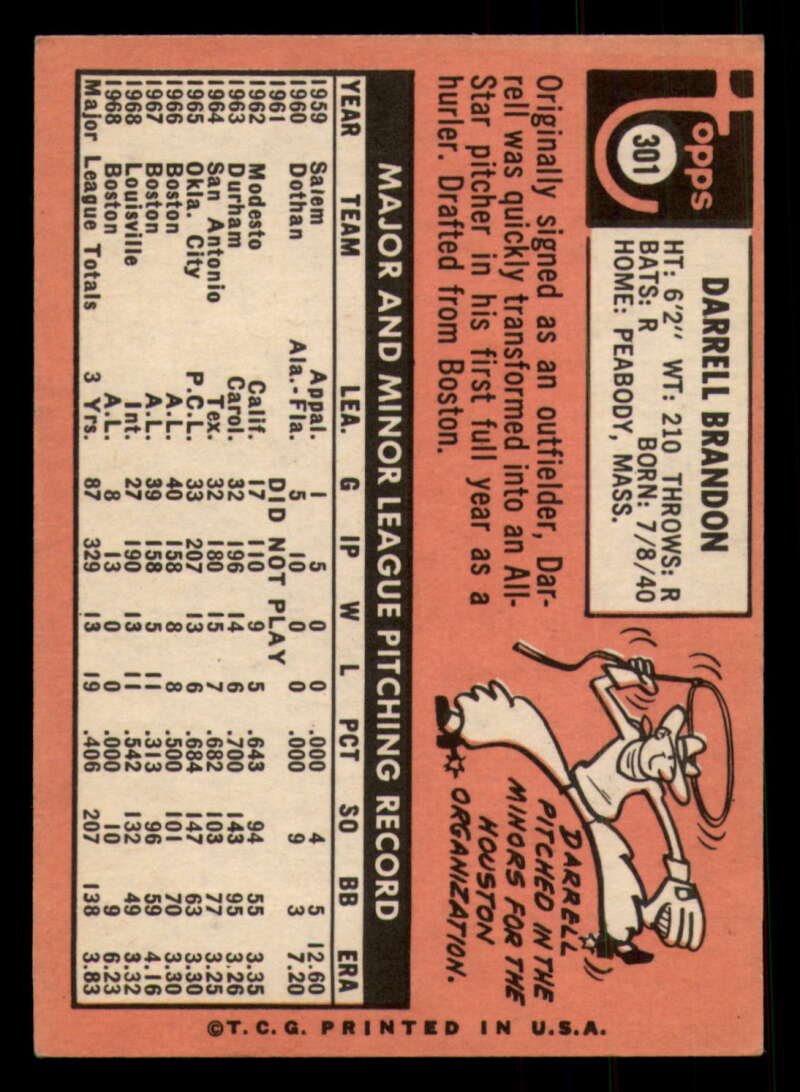 Topps
301
DARRELL BRANDON
HT: 6'2" WT: 210 THROWS: R
BATS: R BORN: 7/8/40
HOME: PEABODY, MASS.
Originally signed as an outfielder, Dar-
rell was quickly transformed into an All-
Star pitcher in his first full year as a
hurler. Drafted from Boston.
DARRELL
PITCHED IN THE
MINORS FOR THE
HOUSTON
ORGANIZATION.
MAJOR AND MINOR LEAGUE PITCHING RECORD
YEAR TEAM LEA. G IP W L PCT SO BB ERA
1959 Salem Appal. 1 5 0 0 .000 4 5 12.60
1960 Dothan Ala.-Fla. 5 10 0 0 .000 9 3 7.20
1961 DID NOT PLAY
1962 Modesto Calif. 17 110 9 5 .643 94 55 3.35
1963 Durham Carol. 32 196 14 6 .700 143 95 3.26
1964 San Antonio Tex. 32 180 15 7 .682 103 77 3.25
1965 Okla. City P.C.L. 33 207 13 6 .684 147 63 3.30
1966 Boston A.L. 40 158 8 8 .500 101 70 3.30
1967 Boston A.L. 39 158 5 11 .313 96 59 4.16
1968 Louisville Int. 27 190 13 11 .542 132 49 3.32
1968 Boston A.L. 8 13 0 0 .000 10 9 6.23
Major League Totals 3 Yrs. 87 329 13 19 .406 207 138 3.83
©T.C.G. PRINTED IN U.S.A.